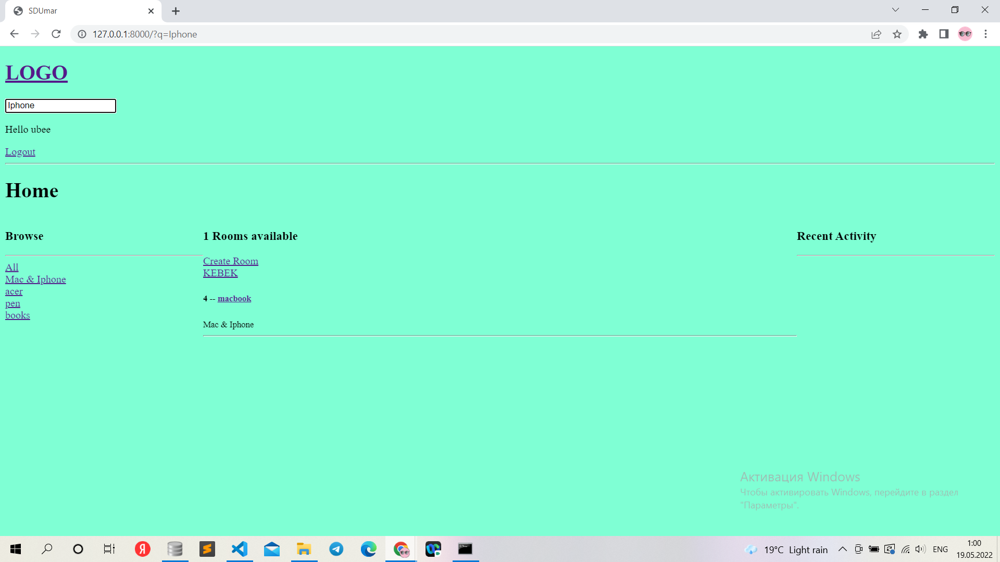 SDUmar
127.0.0.1:8000/?q=Iphone
LOGO
Iphone
Hello ubee
Logout
Home
Browse
All
Mac & Iphone
acer
pen
books
1 Rooms available
Create Room
KEBEK
4 -- macbook
Mac & Iphone
Recent Activity
Активация Windows
Чтобы активировать Windows, перейдите в раздел
"Параметры".
Я
19°C Light rain
ENG
1:00
19.05.2022